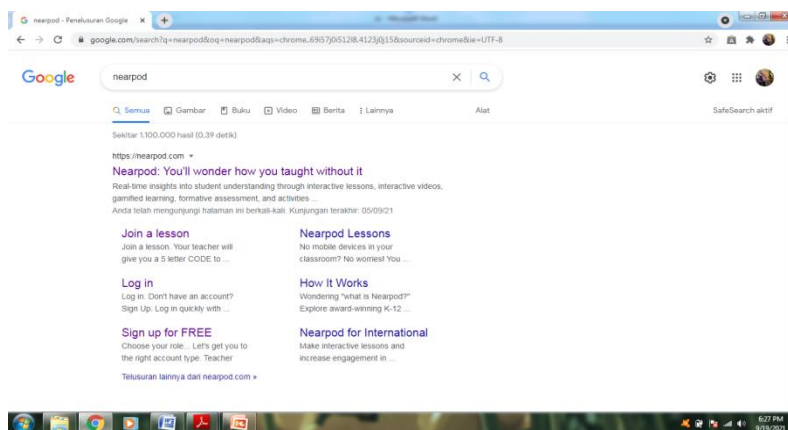 nearpod - Penelusuran Google
google.com/search?q=nearpod&oq=nearpod&aqs=chrome..69i57j0i512l8.4123j0j15&sourceid=chrome&ie=UTF-8
Google
nearpod
Semua Gambar Buku Video Berita Lainnya Alat SafeSearch aktif
Sekitar 1.100.000 hasil (0,39 detik)
https://nearpod.com
Nearpod: You'll wonder how you taught without it
Real-time insights into student understanding through interactive lessons, interactive videos,
gamified learning, formative assessment, and activities ...
Anda telah mengunjungi halaman ini berkali-kali. Kunjungan terakhir: 05/09/21
Join a lesson
Join a lesson. Your teacher will
give you a 5 letter CODE to ...
Nearpod Lessons
No mobile devices in your
classroom? No worries! You ...
Log in
Log in. Don't have an account?
Sign Up. Log in quickly with ...
How It Works
Wondering "what is Nearpod?"
Explore award-winning K-12 ...
Sign up for FREE
Choose your role... Let's get you to
the right account type. Teacher
Nearpod for International
Make interactive lessons and
increase engagement in ...
Telusuran lainnya dari nearpod.com »
6:27 PM
9/19/2021